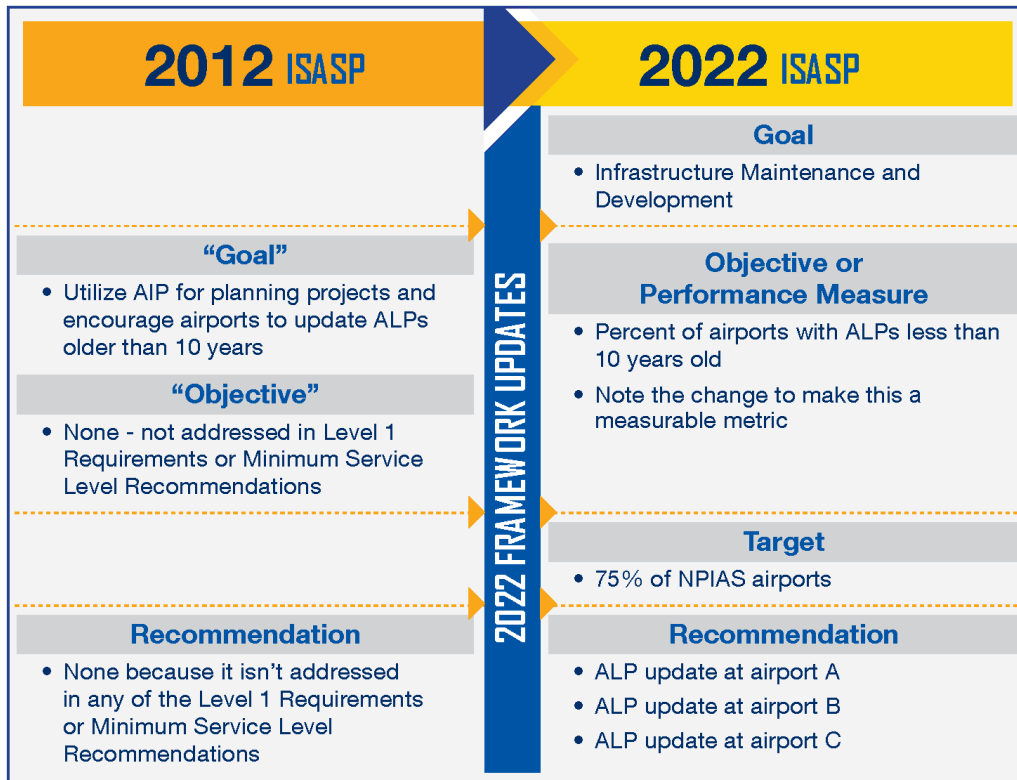 2012 ISASP
2022 ISASP
2022 FRAMEWORK UPDATES
“Goal”
• Utilize AIP for planning projects and
encourage airports to update ALPs
older than 10 years
“Objective”
• None - not addressed in Level 1
Requirements or Minimum Service
Level Recommendations
Recommendation
• None because it isn’t addressed
in any of the Level 1 Requirements
or Minimum Service Level
Recommendations
Goal
• Infrastructure Maintenance and
Development
Objective or
Performance Measure
• Percent of airports with ALPs less than
10 years old
• Note the change to make this a
measurable metric
Target
• 75% of NPIAS airports
Recommendation
• ALP update at airport A
• ALP update at airport B
• ALP update at airport C